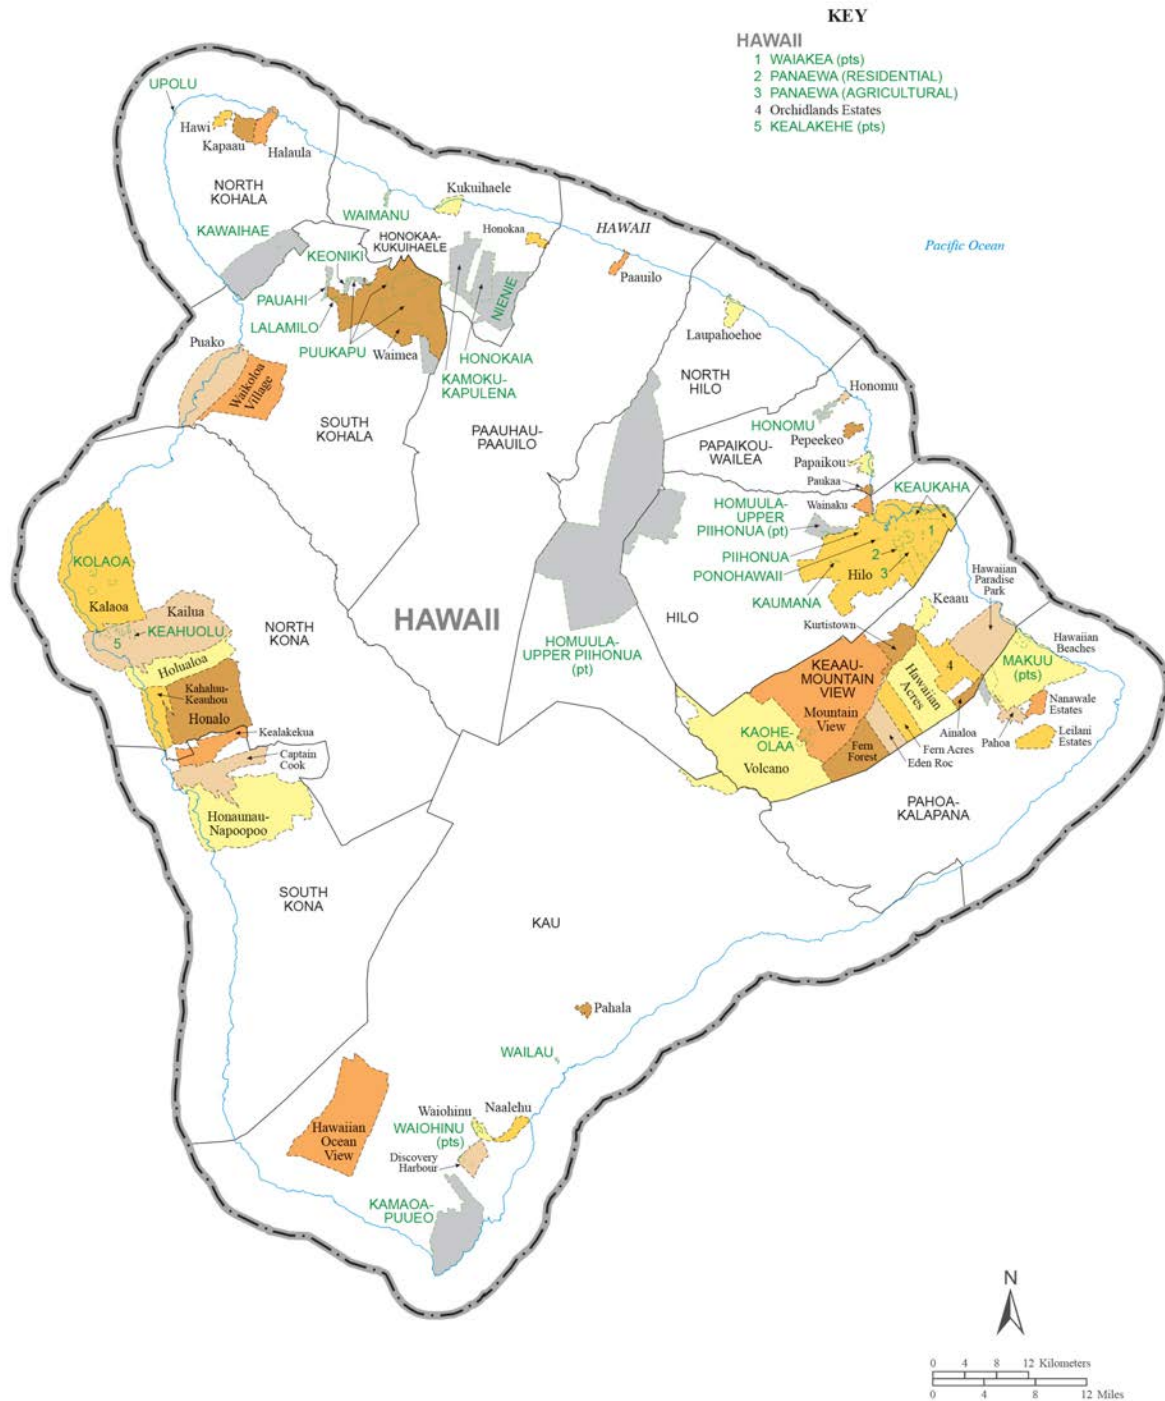 KEY
HAWAII
1 WAIAKEA (pts)
2 PANAEWA (RESIDENTIAL)
3 PANAEWA (AGRICULTURAL)
4 Orchidlands Estates
5 KEALAKEHE (pts)
UPOLU
Hawi
Kapaau
Halaula
NORTH
KOHALA
KAWAIHAE
WAIMANU
Kukuihaele
HONOKAA-
KUKUIHAELE
Honokaa
HAWAII
Paauilo
Pacific Ocean
KEONIKI
PAUAHI
LALAMILO
PUUKAPU
Waimea
NIENIE
HONOKAIA
KAMOKU-
KAPULENA
Puako
Waikoloa
Village
SOUTH
KOHALA
PAAUHAU-
PAAUILO
Laupahoehoe
NORTH
HILO
Honomu
HONOMU
Pepeekeo
PAPAIKOU-
WAILEA
Papaikou
Paukaa
Wainaku
KEAUKAHA
HOMUULA-
UPPER
PIIHONUA (pt)
PIIHONUA
PONOHAWAII
KAUMANA
1
2
3
Hilo
HILO
Hawaiian
Paradise
Park
Keaau
Kurtistown
KOLAOA
Kalaoa
Kailua
KEAHUOLU
5
Holualoa
Kahaluu-
Keauhou
Honalo
Kealakekua
Captain
Cook
Honaunau-
Napoopoo
NORTH
KONA
HAWAII
HOMUULA-
UPPER PIIHONUA
(pt)
KEAAU-
MOUNTAIN
VIEW
Mountain
View
Hawaiian
Acres
4
Hawaiian
Beaches
MAKUU
(pts)
Nanawale
Estates
Leilani
Estates
Pahoa
Ainaloa
Fern Acres
Eden Roc
Fern
Forest
KAOHE-
OLAA
Volcano
PAHOA-
KALAPANA
SOUTH
KONA
KAU
Pahala
WAILAU
Hawaiian
Ocean
View
Waiohinu
Naalehu
WAIOHINU
(pts)
Discovery
Harbour
KAMAOA-
PUUEO
N
0 4 8 12 Kilometers
0 4 8 12 Miles